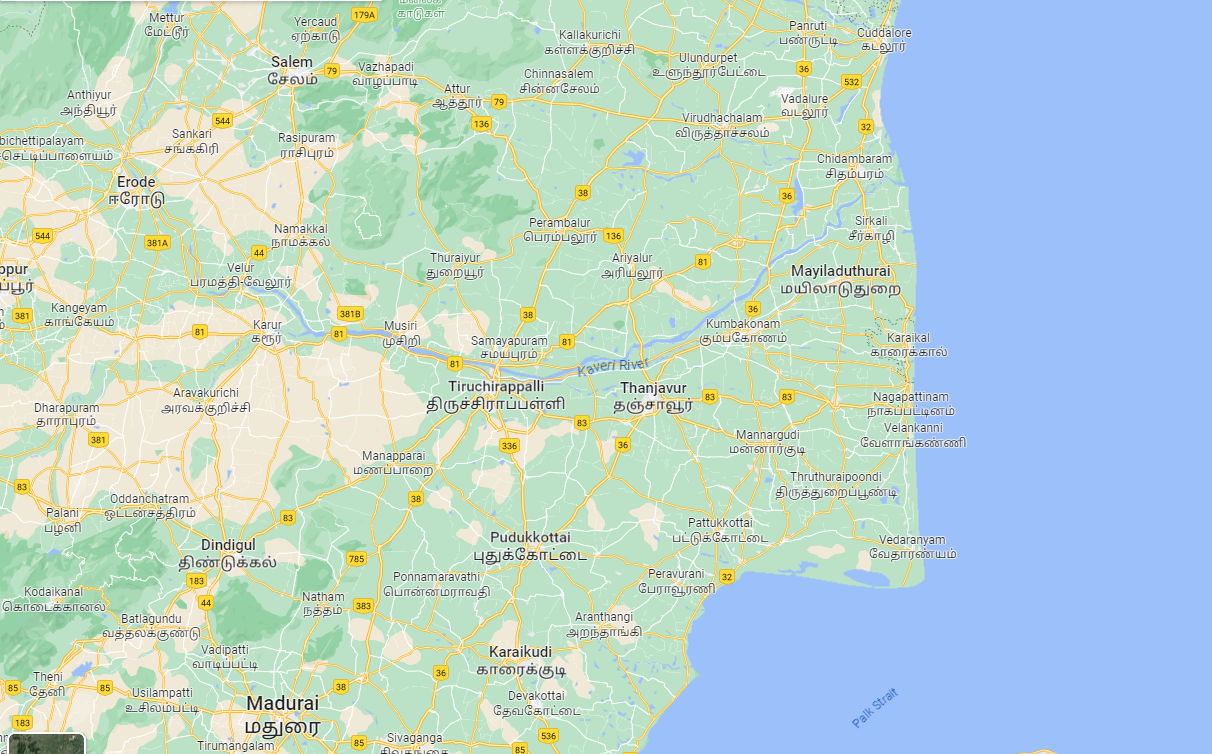 179A
Mettur
மேட்டூர்
Yercaud
ஏற்காடு
Kallakurichi
கள்ளக்குறிச்சி
Panruti
பண்ருட்டி
Cuddalore
கடலூர்
Salem
சேலம்
79
Vazhapadi
வாழப்பாடி
Chinnasalem
சின்னசேலம்
Ulundurpet
உளுந்தூர்பேட்டை
36
532
Anthiyur
அந்தியூர்
Attur
ஆத்தூர்
79
Vadalure
வடலூர்
544
136
Virudhachalam
விருத்தாச்சலம்
32
bichettipalayam
Sankari
சங்ககிரி
Rasipuram
ராசிபுரம்
Chidambaram
சிதம்பரம்
Erode
ஈரோடு
38
36
544
381A
Namakkal
நாமக்கல்
44
Perambalur
பெரம்பலூர்
136
Sirkali
சீர்காழி
Velur
பரமத்தி-வேலூர்
Thuraiyur
துறையூர்
Ariyalur
அரியலூர்
81
Mayiladuthurai
மயிலாடுதுறை
ppur
ப்பூர்
Kangeyam
காங்கேயம்
381
81
Karur
கரூர்
381B
81
Musiri
முசிறி
38
Samayapuram
சமயபுரம்
81
36
Kumbakonam
கும்பகோணம்
Karaikal
காரைக்கால்
81
Kaveri River
Tiruchirappalli
திருச்சிராப்பள்ளி
Thanjavur
தஞ்சாவூர்
83
83
Nagapattinam
நாகப்பட்டினம்
Aravakurichi
அரவக்குறிச்சி
Dharapuram
தாராபுரம்
381
83
336
36
Mannargudi
மன்னார்குடி
Velankanni
வேளாங்கண்ணி
Manapparai
மணப்பாறை
83
Thruthuraipoondi
திருத்துறைப்பூண்டி
Oddanchatram
ஒட்டன்சத்திரம்
38
Palani
பழனி
83
Pattukkottai
பட்டுக்கோட்டை
Dindigul
திண்டுக்கல்
Pudukkottai
புதுக்கோட்டை
Vedaranyam
வேதாரண்யம்
785
183
Ponnamaravathi
பொன்னமராவதி
Peravurani
பேராவூரணி
32
Kodaikanal
கொடைக்கானல்
44
Natham
நத்தம்
383
Batlagundu
வத்தலக்குண்டு
Aranthangi
அறந்தாங்கி
Vadipatti
வாடிப்பட்டி
Karaikudi
காரைக்குடி
36
Theni
தேனி
85
85
Usilampatti
உசிலம்பட்டி
38
Devakottai
தேவகோட்டை
Palk Strait
183
Madurai
மதுரை
Tirumangalam
85
Sivaganga
85
536